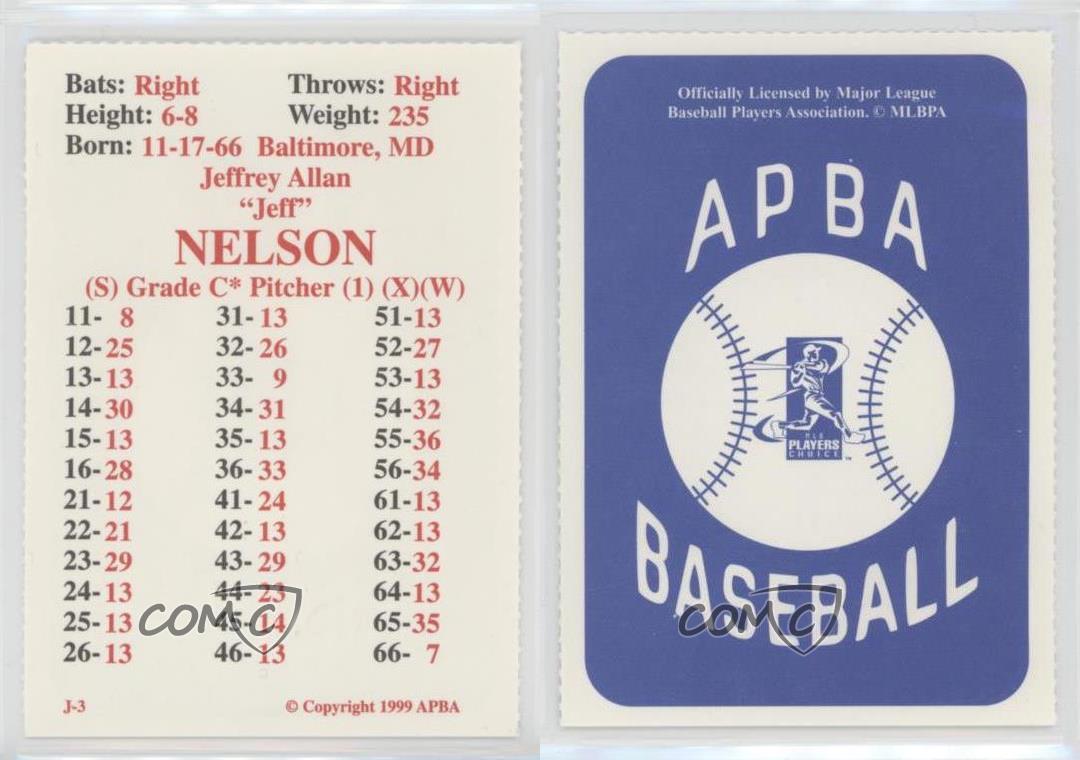 Bats: Right Throws: Right
Height: 6-8 Weight: 235
Born: 11-17-66 Baltimore, MD
Jeffrey Allan
“Jeff”
NELSON
(S) Grade C* Pitcher (1) (X)(W)
11- 8 31-13 51-13
12-25 32-26 52-27
13-13 33- 9 53-13
14-30 34-31 54-32
15-13 35-13 55-36
16-28 36-33 56-34
21-12 41-24 61-13
22-21 42-13 62-13
23-29 43-29 63-32
24-13 44-23 64-13
25-13 45-14 65-35
26-13 46-13 66- 7
COMC
J-3 © Copyright 1999 APBA
Officially Licensed by Major League
Baseball Players Association. © MLBPA
APBA
MLB
PLAYERS
CHOICE™
BASEBALL
COMC